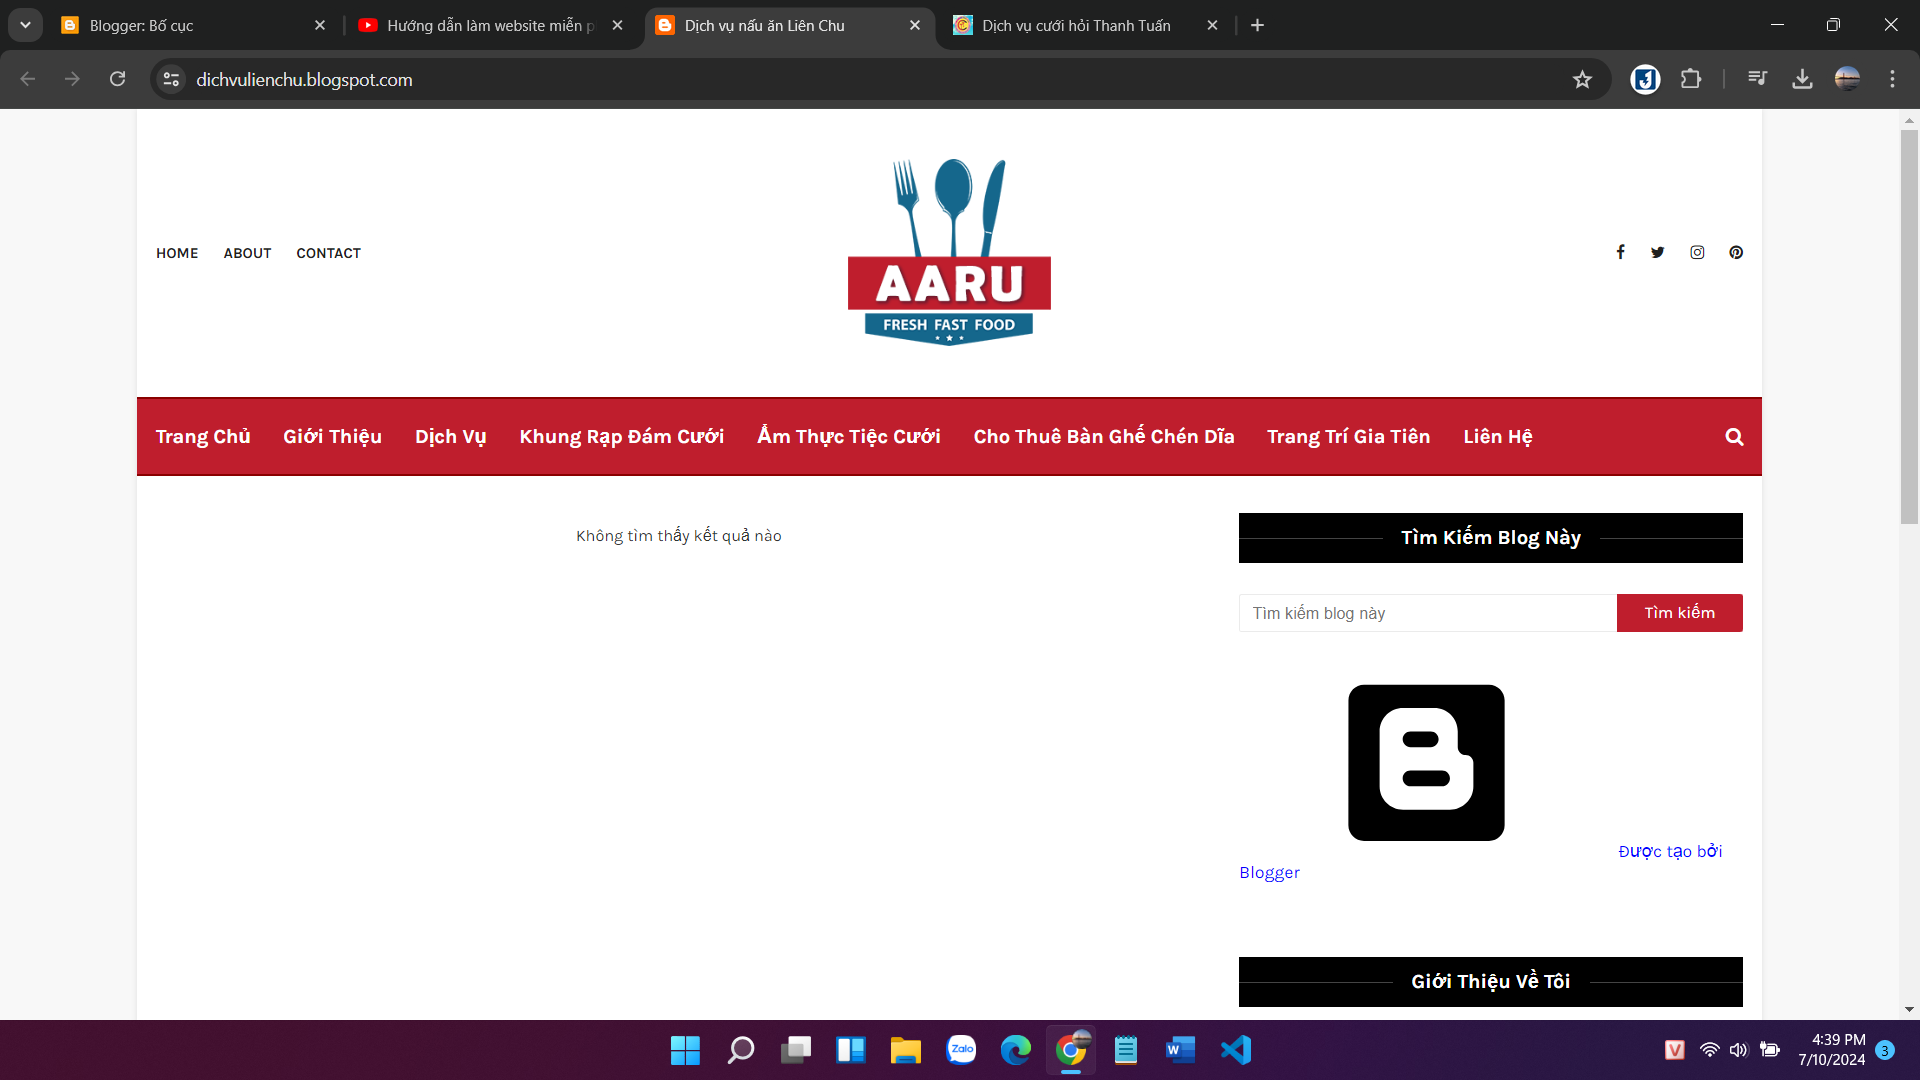 Blogger: Bố cục
Hướng dẫn làm website miễn p
Dịch vụ nấu ăn Liên Chu
Dịch vụ cưới hỏi Thanh Tuấn
dichvulienchu.blogspot.com
HOME ABOUT CONTACT
AARU
FRESH FAST FOOD
Trang Chủ Giới Thiệu Dịch Vụ Khung Rạp Đám Cưới Ẩm Thực Tiệc Cưới Cho Thuê Bàn Ghế Chén Dĩa Trang Trí Gia Tiên Liên Hệ
Không tìm thấy kết quả nào
Tìm Kiếm Blog Này
Tìm kiếm blog này
Tìm kiếm
Được tạo bởi
Blogger
Giới Thiệu Về Tôi
Zalo
4:39 PM
7/10/2024
3